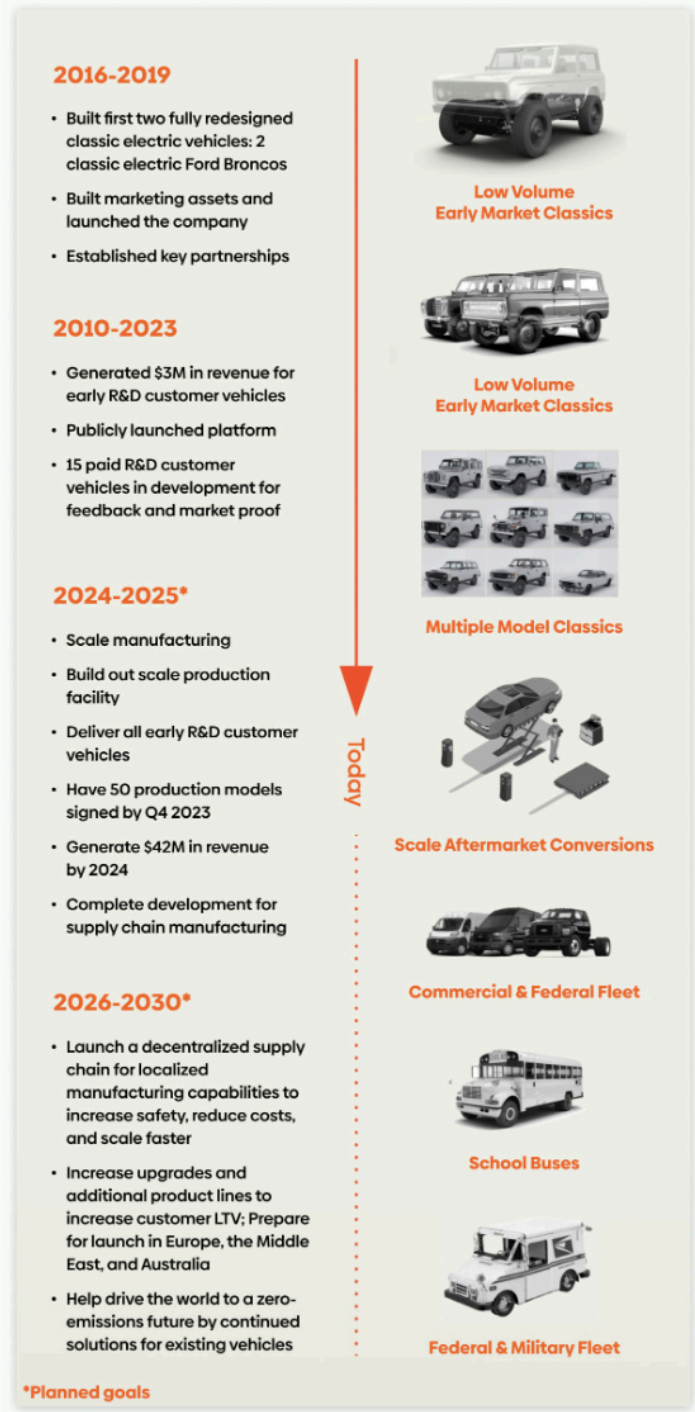 2016-2019
• Built first two fully redesigned
classic electric vehicles: 2
classic electric Ford Broncos
• Built marketing assets and
launched the company
• Established key partnerships
2010-2023
• Generated $3M in revenue for
early R&D customer vehicles
• Publicly launched platform
• 15 paid R&D customer
vehicles in development for
feedback and market proof
2024-2025*
• Scale manufacturing
• Build out scale production
facility
• Deliver all early R&D customer
vehicles
• Have 50 production models
signed by Q4 2023
• Generate $42M in revenue
by 2024
• Complete development for
supply chain manufacturing
2026-2030*
• Launch a decentralized supply
chain for localized
manufacturing capabilities to
increase safety, reduce costs,
and scale faster
• Increase upgrades and
additional product lines to
increase customer LTV; Prepare
for launch in Europe, the Middle
East, and Australia
• Help drive the world to a zero-
emissions future by continued
solutions for existing vehicles
*Planned goals
Today
Low Volume
Early Market Classics
Low Volume
Early Market Classics
Multiple Model Classics
Scale Aftermarket Conversions
Commercial & Federal Fleet
School Buses
Federal & Military Fleet